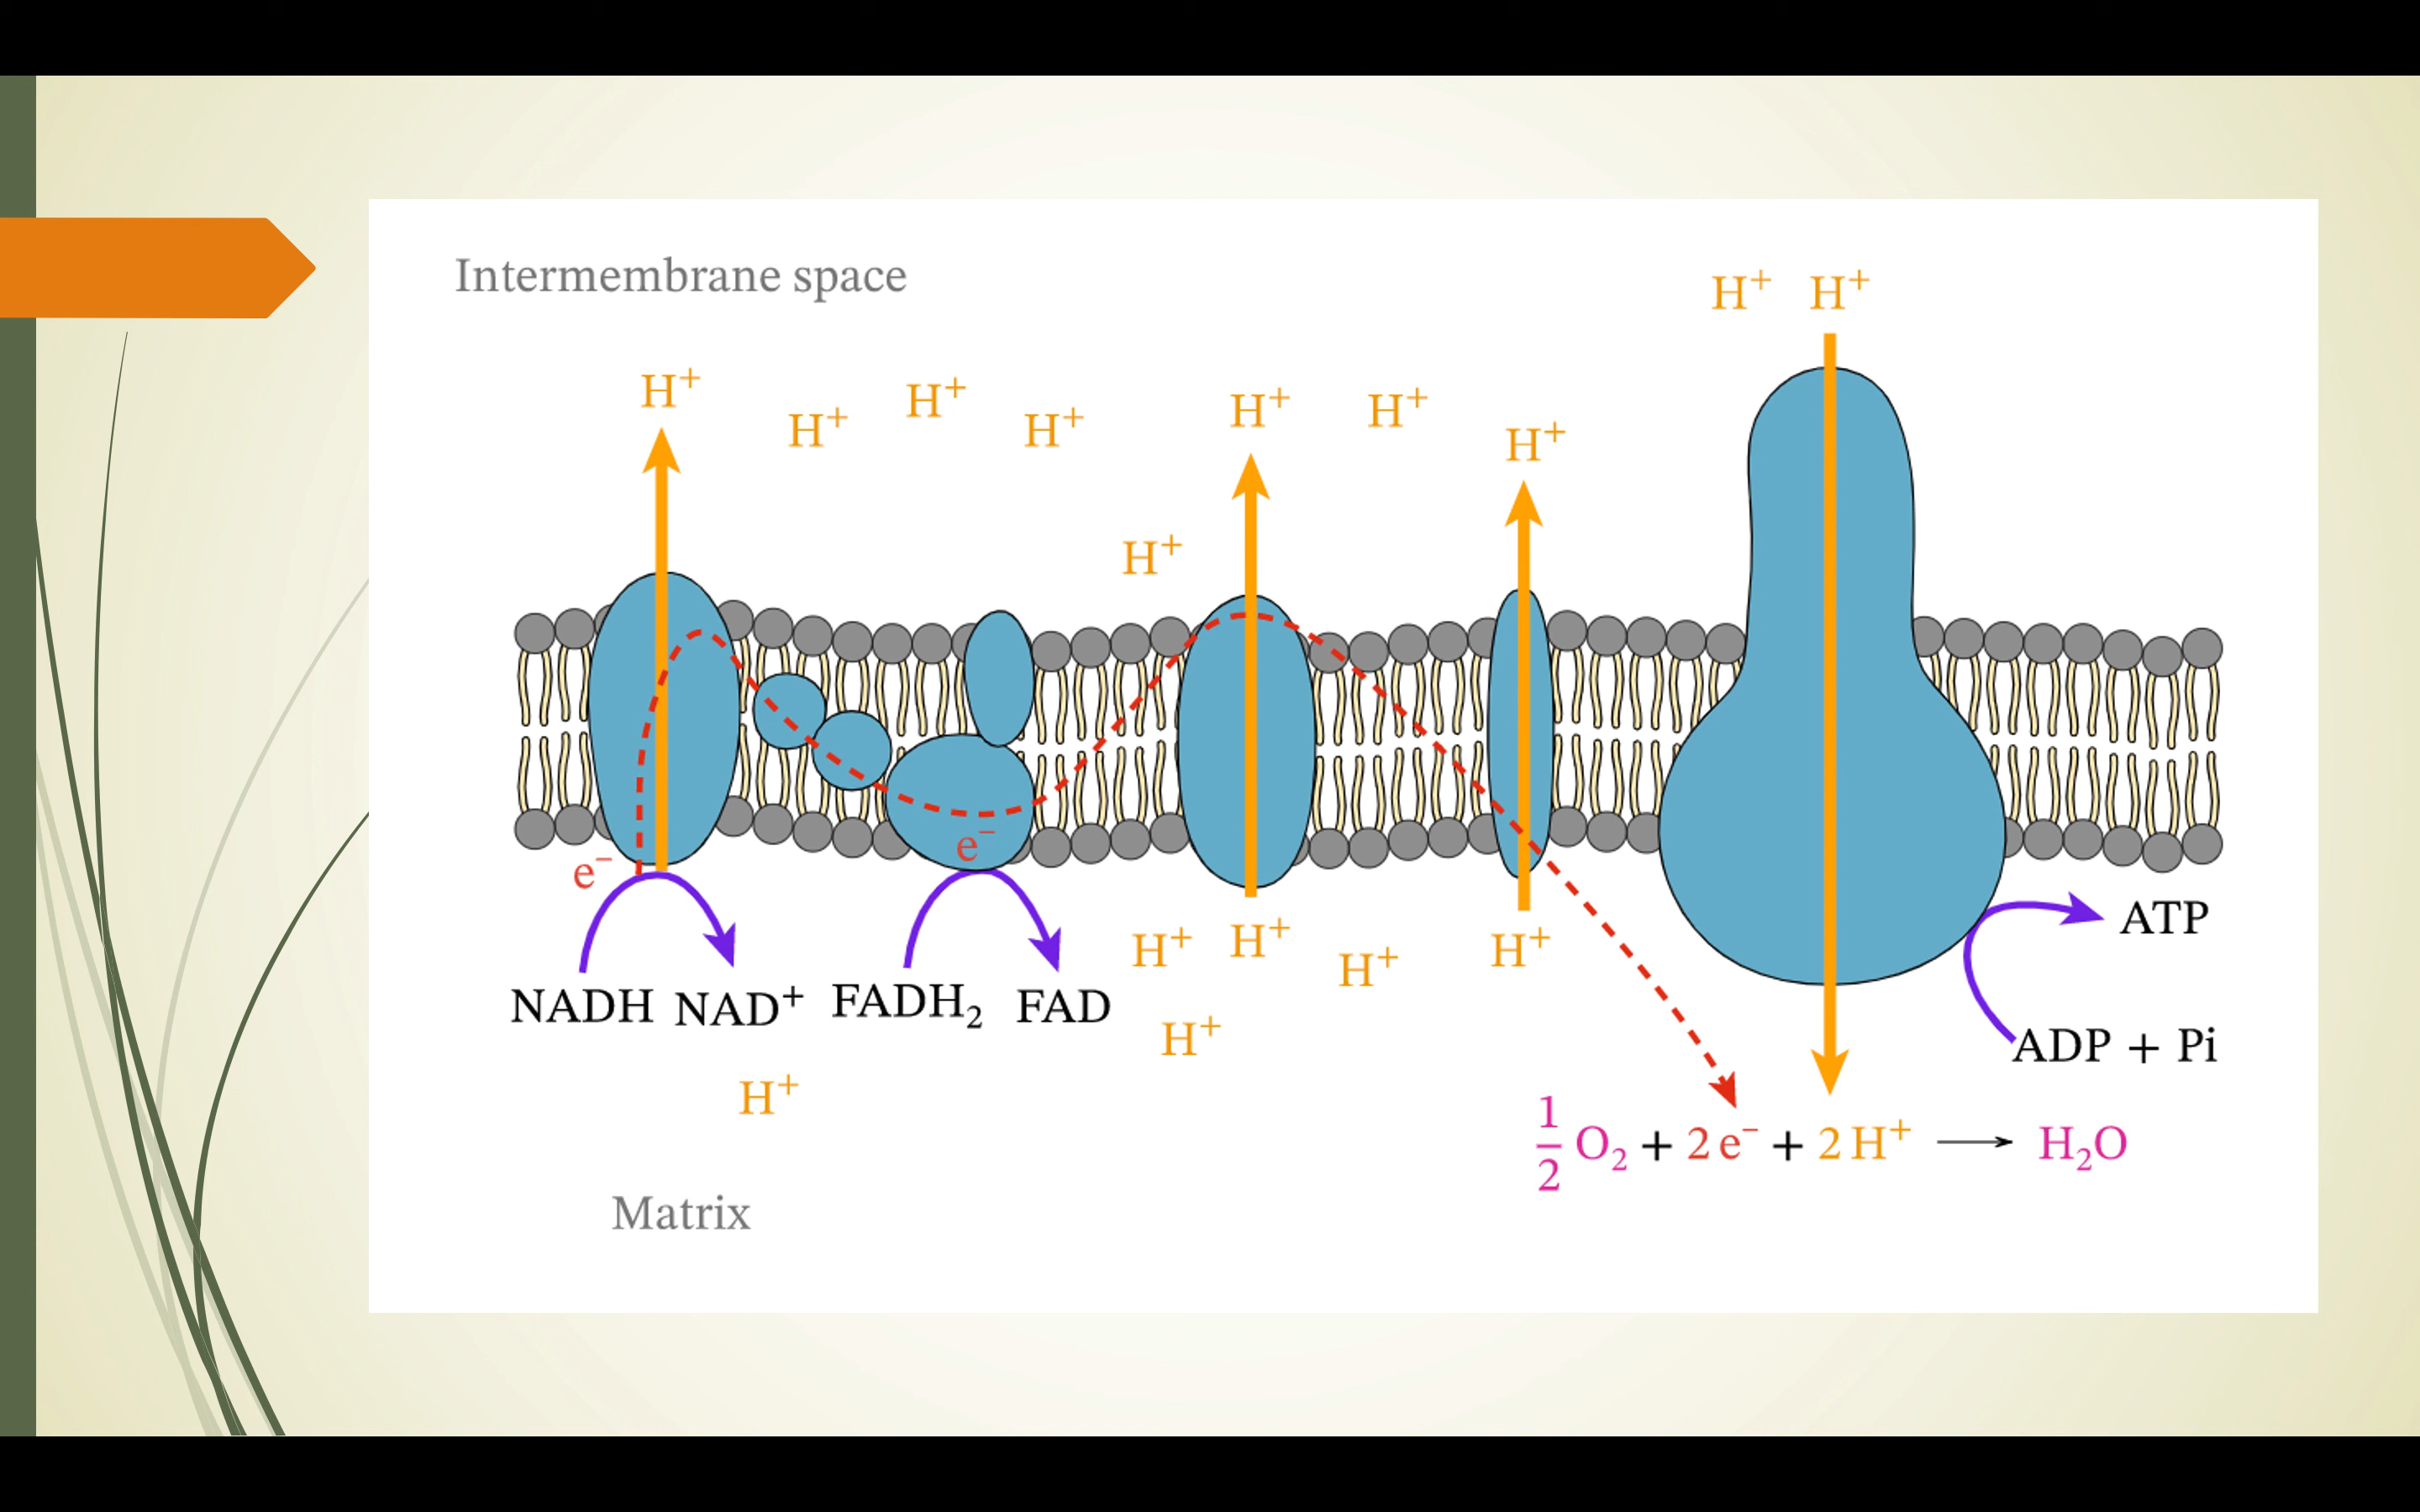 Intermembrane space
H⁺ H⁺
H⁺ H⁺ H⁺ H⁺ H⁺ H⁺ H⁺
H⁺
e⁻ e⁻
NADH NAD⁺ FADH₂ FAD
H⁺ H⁺ H⁺ H⁺
H⁺
H⁺
ATP
ADP + Pi
½ O₂ + 2 e⁻ + 2 H⁺ ⟶ H₂O
Matrix